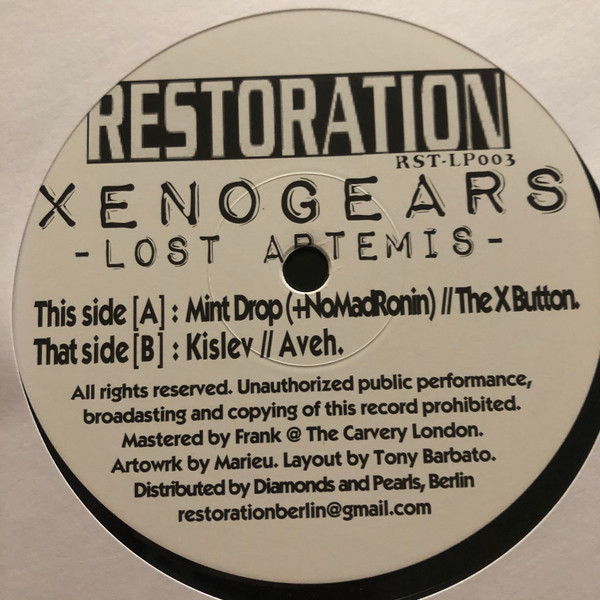 RESTORATION
RST-LP003
XENOGEARS
-LOST ARTEMIS-
This side [A] : Mint Drop (+NoMadRonin) // The X Button.
That side [B] : Kislev // Aveh.
All rights reserved. Unauthorized public performance,
broadasting and copying of this record prohibited.
Mastered by Frank @ The Carvery London.
Artowrk by Marieu. Layout by Tony Barbato.
Distributed by Diamonds and Pearls, Berlin
restorationberlin@gmail.com